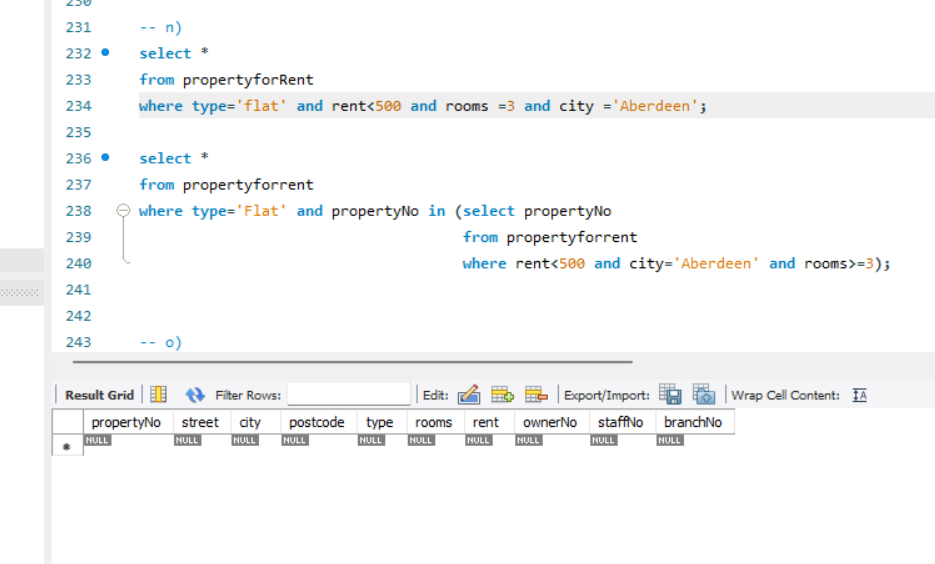 230
231 -- n)
232 select *
233 from propertyforRent
234 where type='flat' and rent<500 and rooms =3 and city ='Aberdeen';
235
236 select *
237 from propertyforrent
238 where type='Flat' and propertyNo in (select propertyNo
239 from propertyforrent
240 where rent<500 and city='Aberdeen' and rooms>=3);
241
242
243 -- o)
Result Grid Filter Rows: Edit: Export/Import: Wrap Cell Content: IA
propertyNo street city postcode type rooms rent ownerNo staffNo branchNo
* NULL NULL NULL NULL NULL NULL NULL NULL NULL NULL